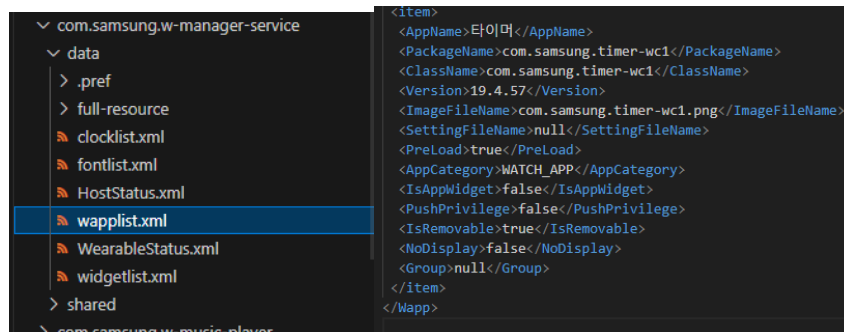 com.samsung.w-manager-service
data
.pref
full-resource
clocklist.xml
fontlist.xml
HostStatus.xml
wapplist.xml
WearableStatus.xml
widgetlist.xml
shared
com.samsung.w-music-player
<item>
<AppName>타이머</AppName>
<PackageName>com.samsung.timer-wc1</PackageName>
<ClassName>com.samsung.timer-wc1</ClassName>
<Version>19.4.57</Version>
<ImageFileName>com.samsung.timer-wc1.png</ImageFileName>
<SettingFileName>null</SettingFileName>
<PreLoad>true</PreLoad>
<AppCategory>WATCH_APP</AppCategory>
<IsAppWidget>false</IsAppWidget>
<PushPrivilege>false</PushPrivilege>
<IsRemovable>true</IsRemovable>
<NoDisplay>false</NoDisplay>
<Group>null</Group>
</item>
</Wapp>